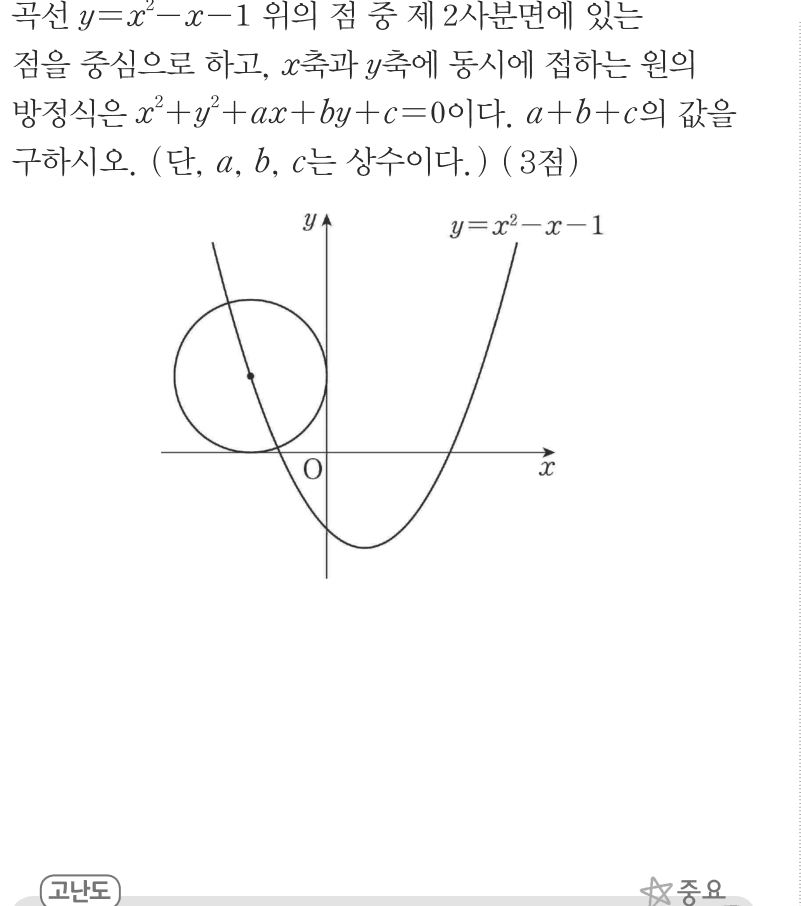 곡선 y=x²-x-1 위의 점 중 제2사분면에 있는
점을 중심으로 하고, x축과 y축에 동시에 접하는 원의
방정식은 x²+y²+ax+by+c=0이다. a+b+c의 값을
구하시오. (단, a, b, c는 상수이다.) (3점)
y
y=x²-x-1
O
x
고난도
중요